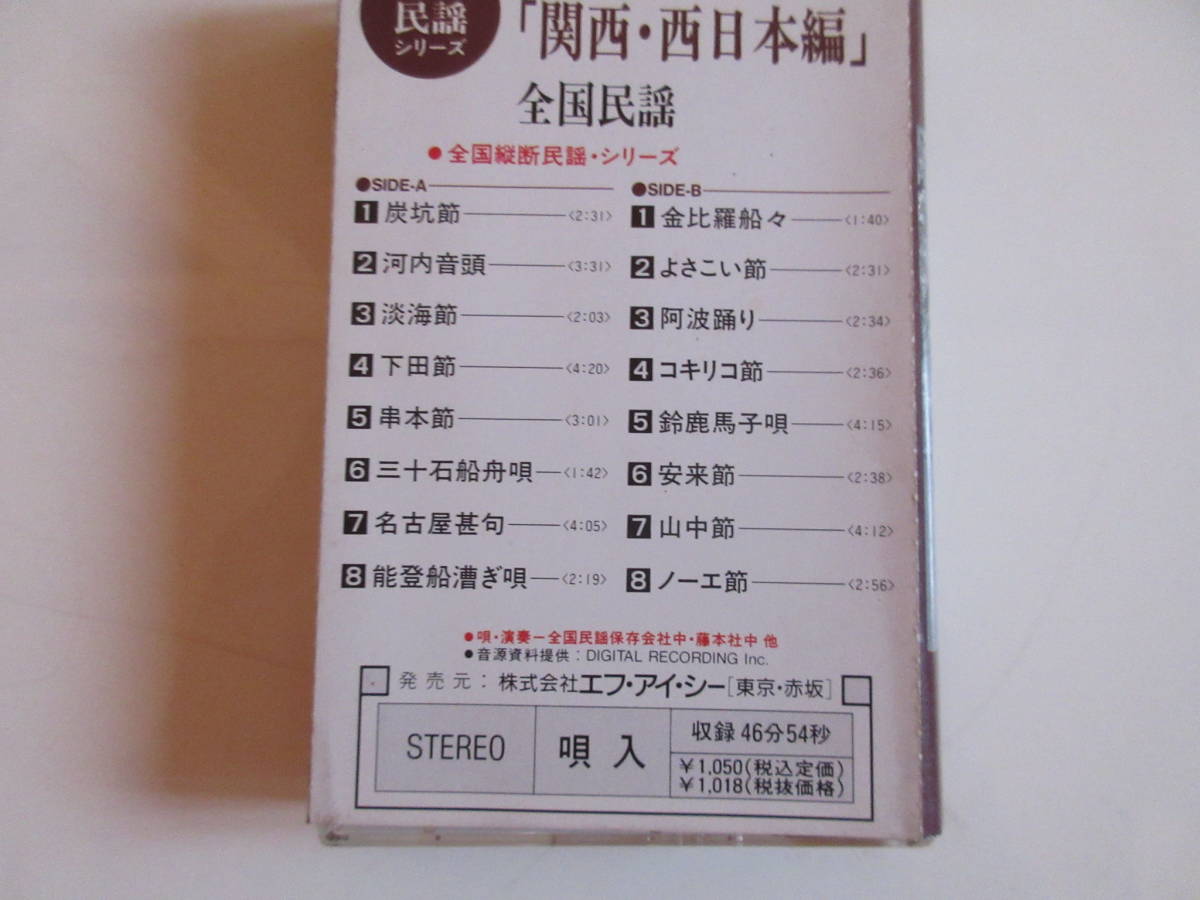 民謡
シリーズ
「関西・西日本編」
全国民謡
●全国縦断民謡・シリーズ
●SIDE-A
1 炭坑節 〈2:31〉
2 河内音頭 〈3:31〉
3 淡海節 〈2:03〉
4 下田節 〈4:20〉
5 串本節 〈3:01〉
6 三十石船舟唄 〈1:42〉
7 名古屋甚句 〈4:05〉
8 能登船漕ぎ唄 〈2:19〉
●SIDE-B
1 金比羅船々 〈1:40〉
2 よさこい節 〈2:31〉
3 阿波踊り 〈2:34〉
4 コキリコ節 〈2:36〉
5 鈴鹿馬子唄 〈4:15〉
6 安来節 〈2:38〉
7 山中節 〈4:12〉
8 ノーエ節 〈2:56〉
●唄・演奏ー全国民謡保存会社中・藤本社中 他
●音源資料提供：DIGITAL RECORDING Inc.
発売元：株式会社エフ・アイ・シー[東京・赤坂]
STEREO
唄入
収録46分54秒
￥1,050(税込定価)
￥1,018(税抜価格)